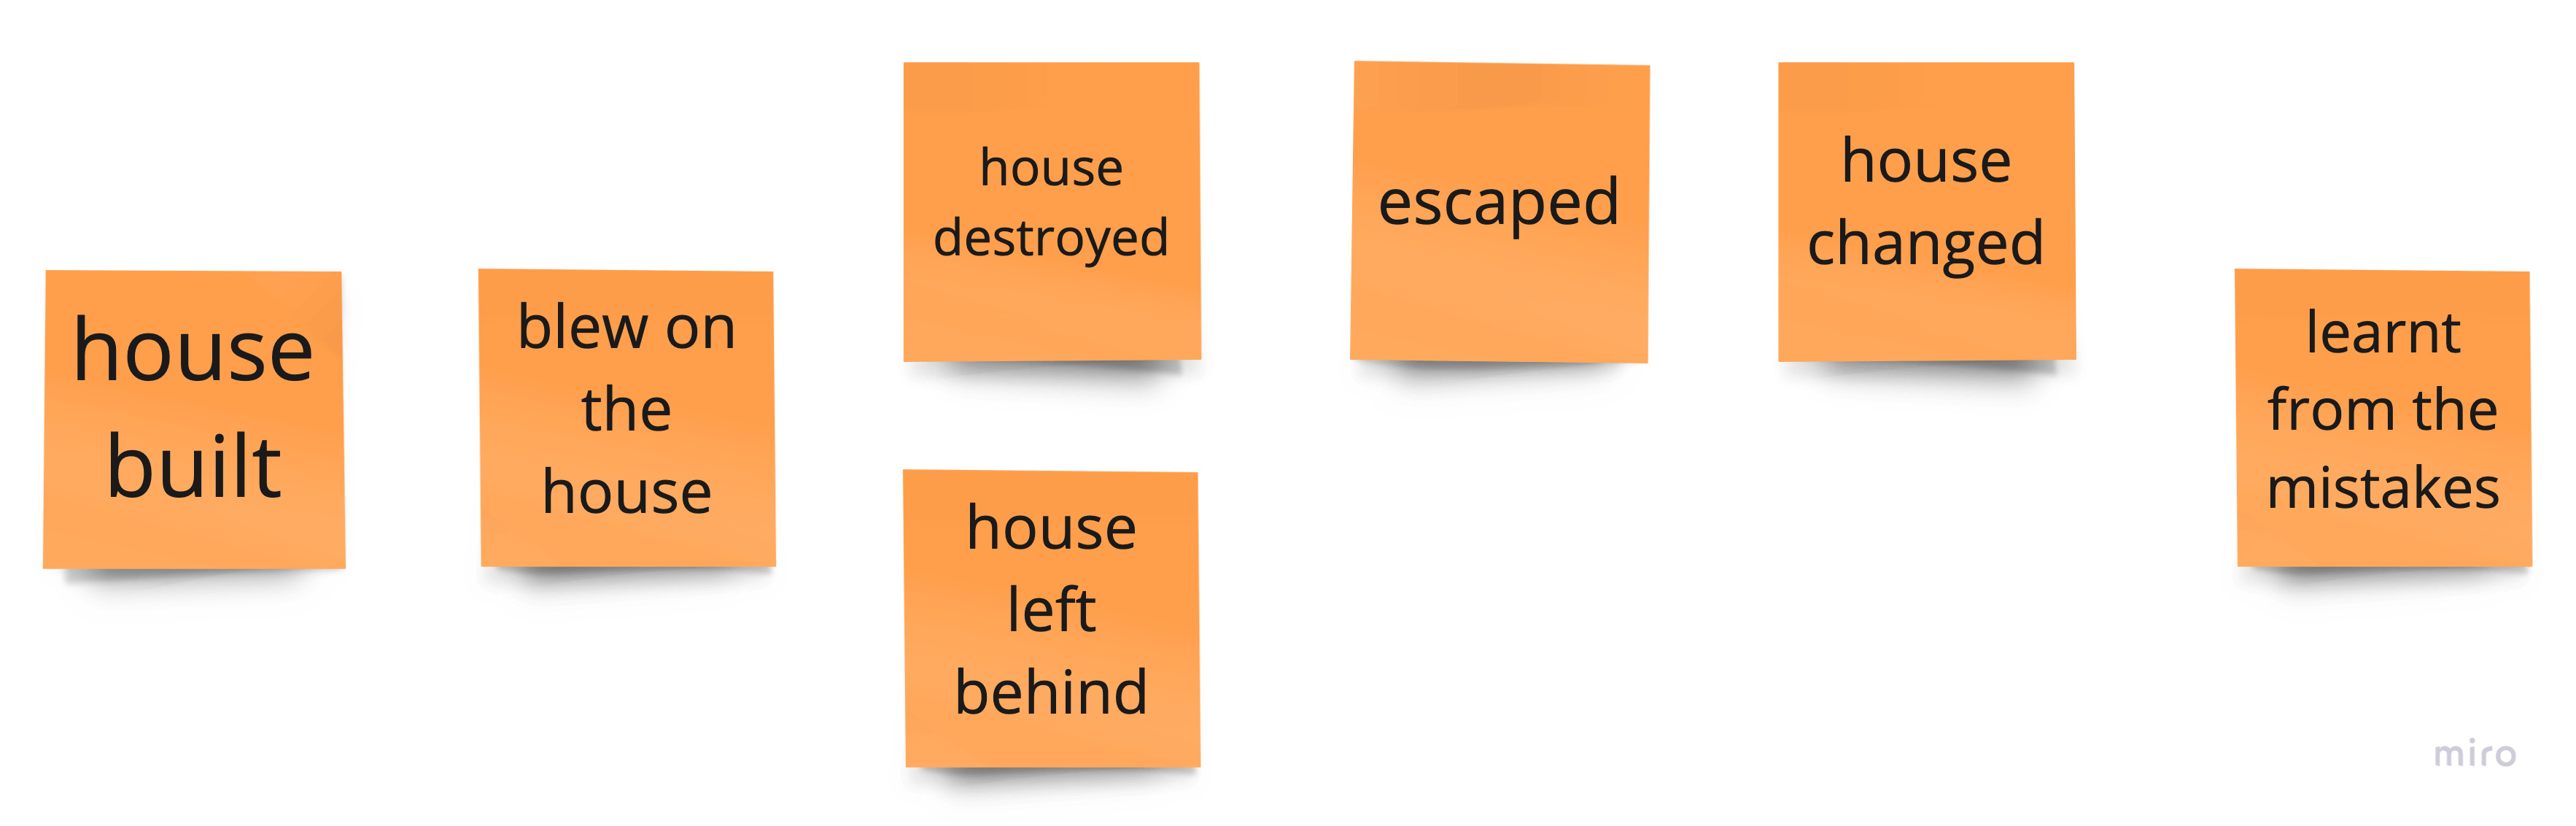 house
built
blew on
the
house
house
destroyed
house
left
behind
escaped
house
changed
learnt
from the
mistakes
miro